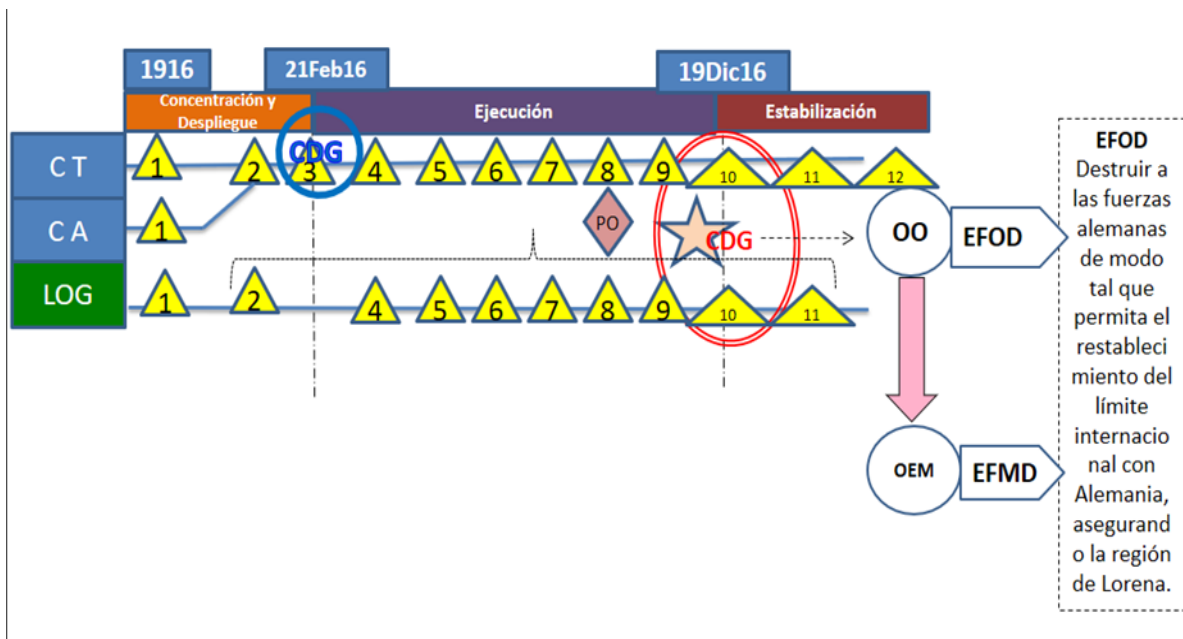 1916
21Feb16
19Dic16
Concentración y
Despliegue
Ejecución
Estabilización
C T
1
2
CDG
3
4
5
6
7
8
9
10
11
12
C A
1
PO
CDG
OO
EFOD
LOG
1
2
4
5
6
7
8
9
10
11
OEM
EFMD
EFOD
Destruir a
las fuerzas
alemanas
de modo
tal que
permita el
restableci
miento del
límite
internacio
nal con
Alemania,
asegurand
o la región
de Lorena.